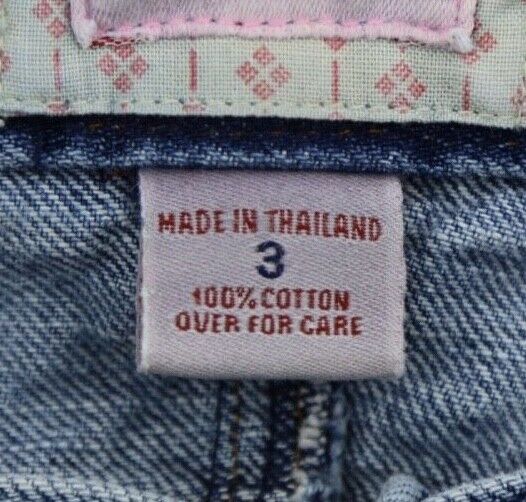 MADE IN THAILAND
3
100% COTTON
OVER FOR CARE